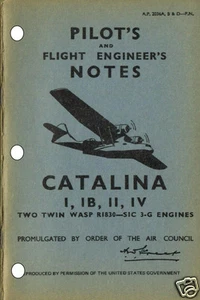 A.P. 2036A, B & D—P.N.
PILOT'S
AND
FLIGHT ENGINEER'S
NOTES
CATALINA
I, IB, II, IV
TWO TWIN WASP R1830—S1C 3-G ENGINES
PROMULGATED BY ORDER OF THE AIR COUNCIL
PRODUCED BY PERMISSION OF THE UNITED STATES GOVERNMENT